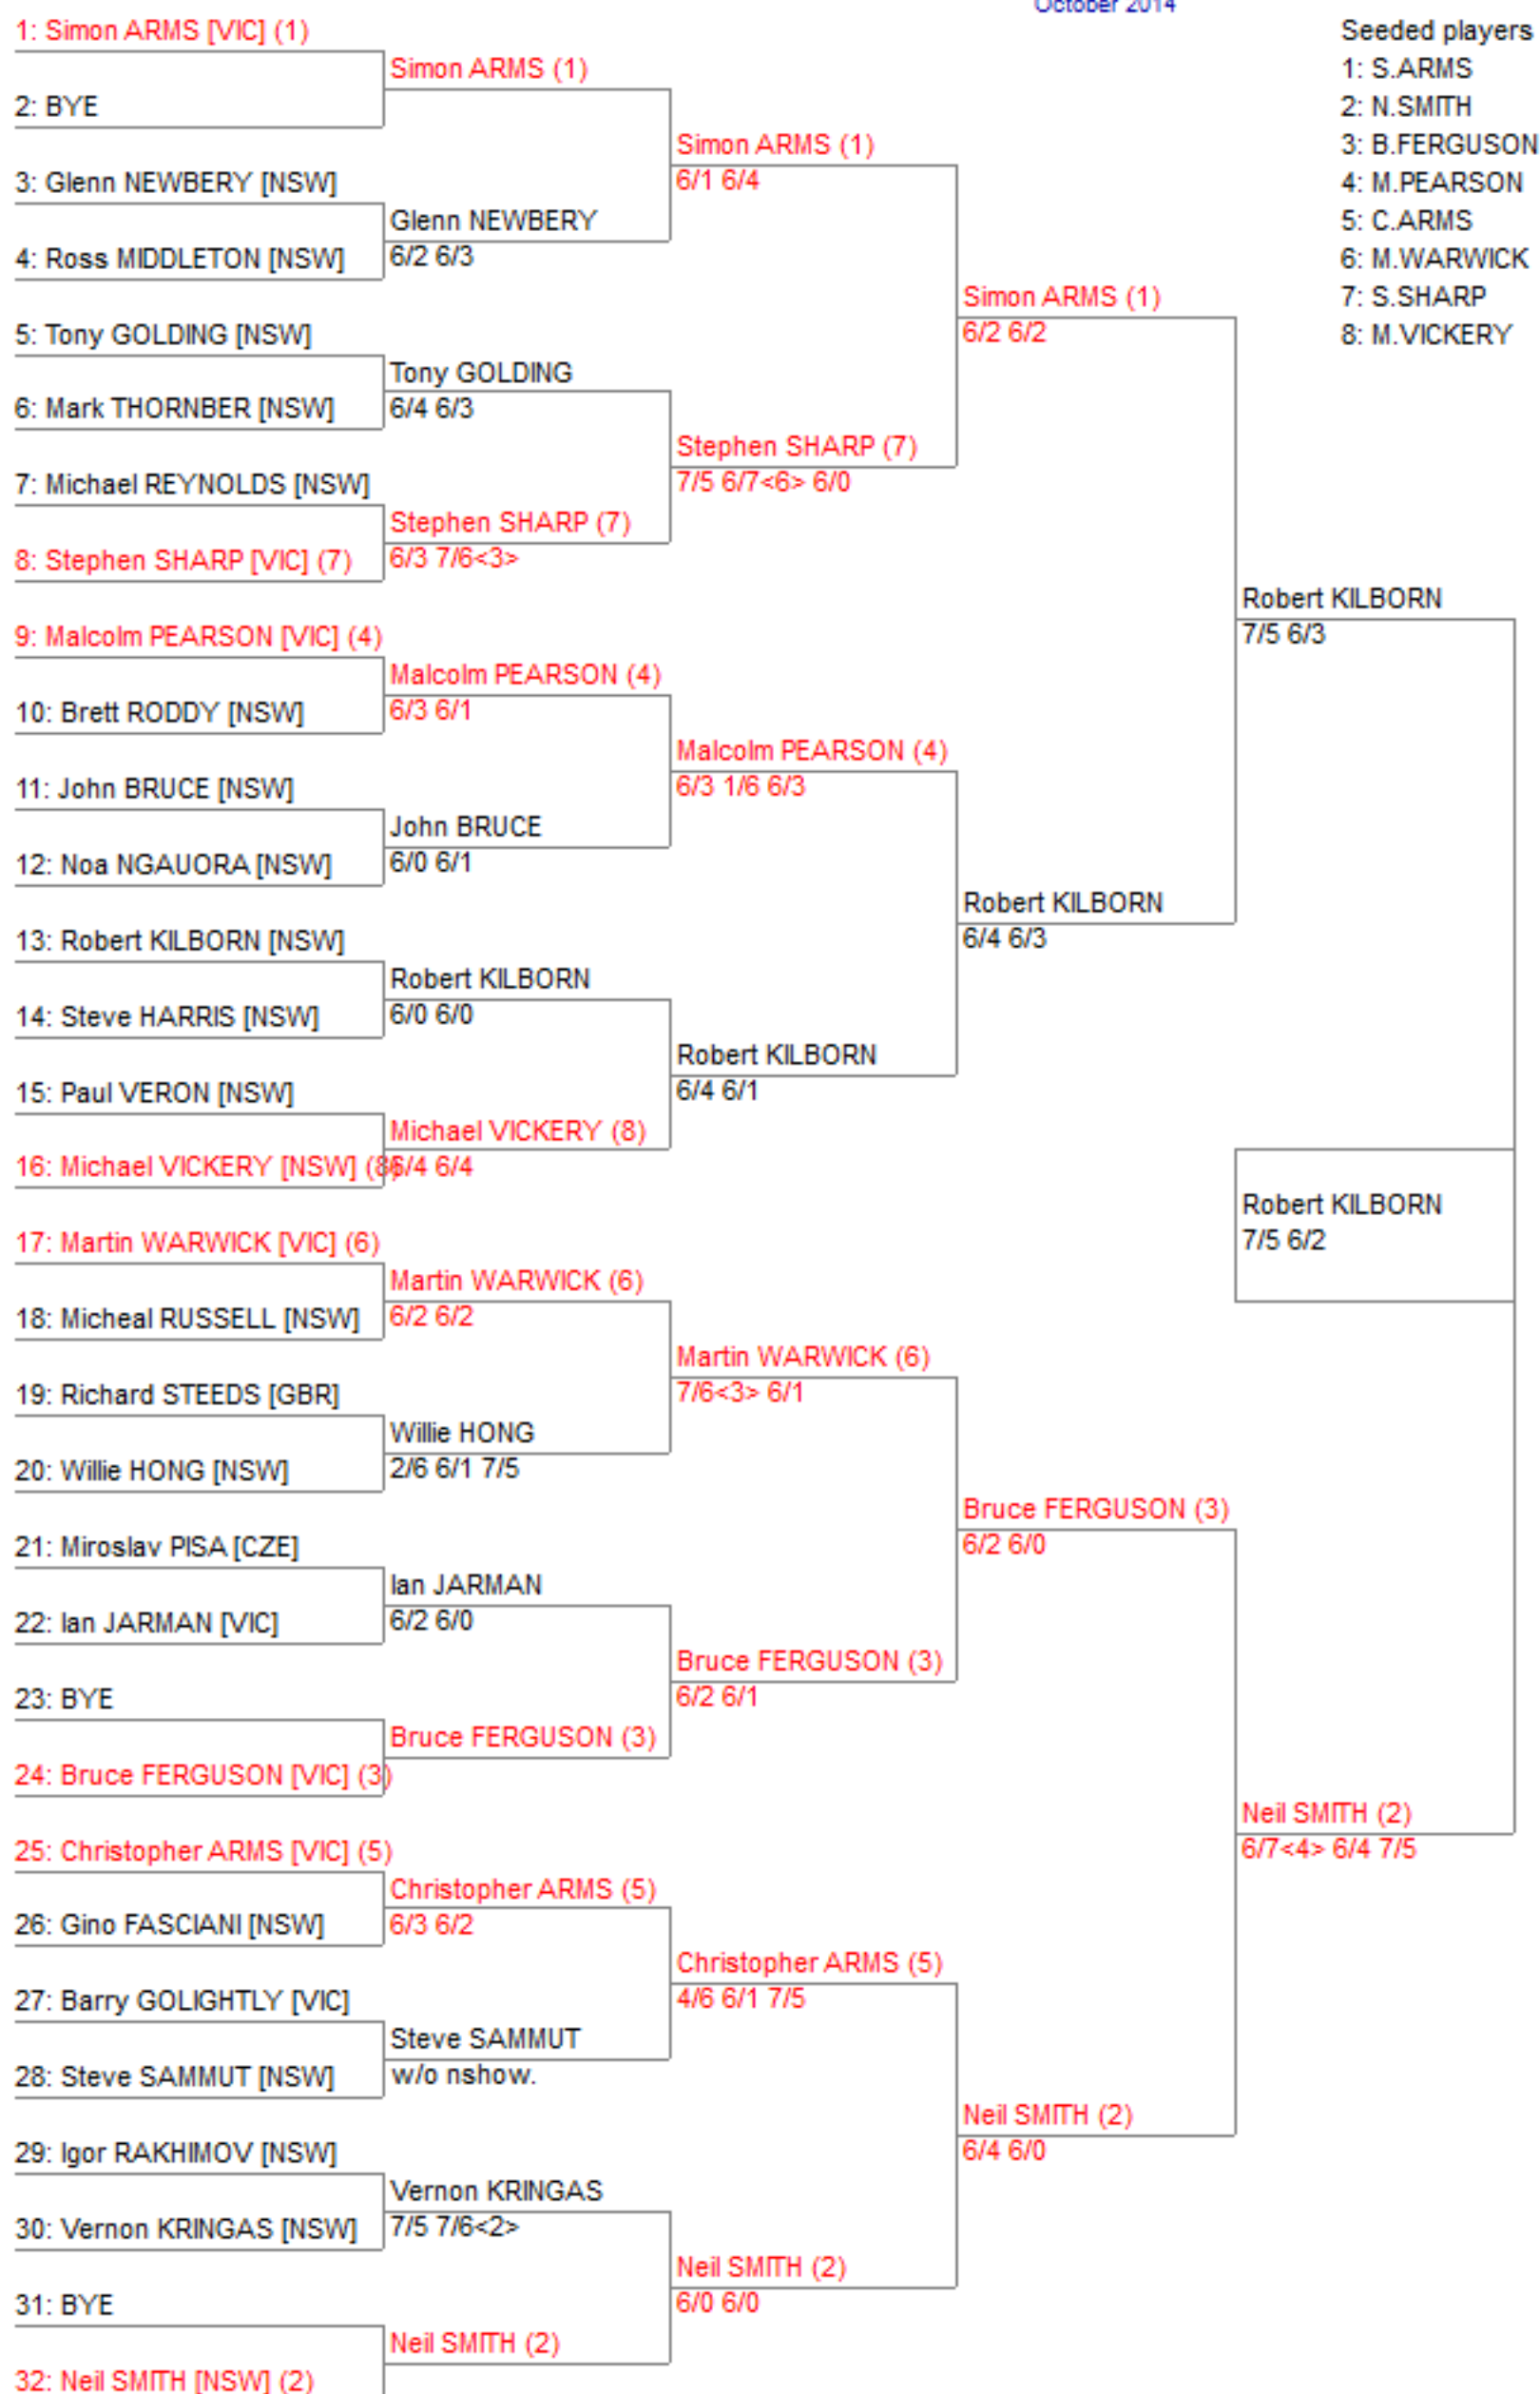 October 2014
Seeded players
1: S.ARMS
2: N.SMITH
3: B.FERGUSON
4: M.PEARSON
5: C.ARMS
6: M.WARWICK
7: S.SHARP
8: M.VICKERY
1: Simon ARMS [VIC] (1)
2: BYE
3: Glenn NEWBERY [NSW]
4: Ross MIDDLETON [NSW]
5: Tony GOLDING [NSW]
6: Mark THORNBER [NSW]
7: Michael REYNOLDS [NSW]
8: Stephen SHARP [VIC] (7)
9: Malcolm PEARSON [VIC] (4)
10: Brett RODDY [NSW]
11: John BRUCE [NSW]
12: Noa NGAUORA [NSW]
13: Robert KILBORN [NSW]
14: Steve HARRIS [NSW]
15: Paul VERON [NSW]
16: Michael VICKERY [NSW] (8)
17: Martin WARWICK [VIC] (6)
18: Micheal RUSSELL [NSW]
19: Richard STEEDS [GBR]
20: Willie HONG [NSW]
21: Miroslav PISA [CZE]
22: Ian JARMAN [VIC]
23: BYE
24: Bruce FERGUSON [VIC] (3)
25: Christopher ARMS [VIC] (5)
26: Gino FASCIANI [NSW]
27: Barry GOLIGHTLY [VIC]
28: Steve SAMMUT [NSW]
29: Igor RAKHIMOV [NSW]
30: Vernon KRINGAS [NSW]
31: BYE
32: Neil SMITH [NSW] (2)
Simon ARMS (1)
Glenn NEWBERY
6/2 6/3
Tony GOLDING
6/4 6/3
Stephen SHARP (7)
6/3 7/6<3>
Malcolm PEARSON (4)
6/3 6/1
John BRUCE
6/0 6/1
Robert KILBORN
6/0 6/0
Michael VICKERY (8)
6/4 6/4
Martin WARWICK (6)
6/2 6/2
Willie HONG
2/6 6/1 7/5
Ian JARMAN
6/2 6/0
Bruce FERGUSON (3)
Christopher ARMS (5)
6/3 6/2
Steve SAMMUT
w/o nshow.
Vernon KRINGAS
7/5 7/6<2>
Neil SMITH (2)
Simon ARMS (1)
6/1 6/4
Stephen SHARP (7)
7/5 6/7<6> 6/0
Malcolm PEARSON (4)
6/3 1/6 6/3
Robert KILBORN
6/4 6/1
Martin WARWICK (6)
7/6<3> 6/1
Bruce FERGUSON (3)
6/2 6/1
Christopher ARMS (5)
4/6 6/1 7/5
Neil SMITH (2)
6/0 6/0
Simon ARMS (1)
6/2 6/2
Robert KILBORN
6/4 6/3
Bruce FERGUSON (3)
6/2 6/0
Neil SMITH (2)
6/4 6/0
Robert KILBORN
7/5 6/3
Neil SMITH (2)
6/7<4> 6/4 7/5
Robert KILBORN
7/5 6/2